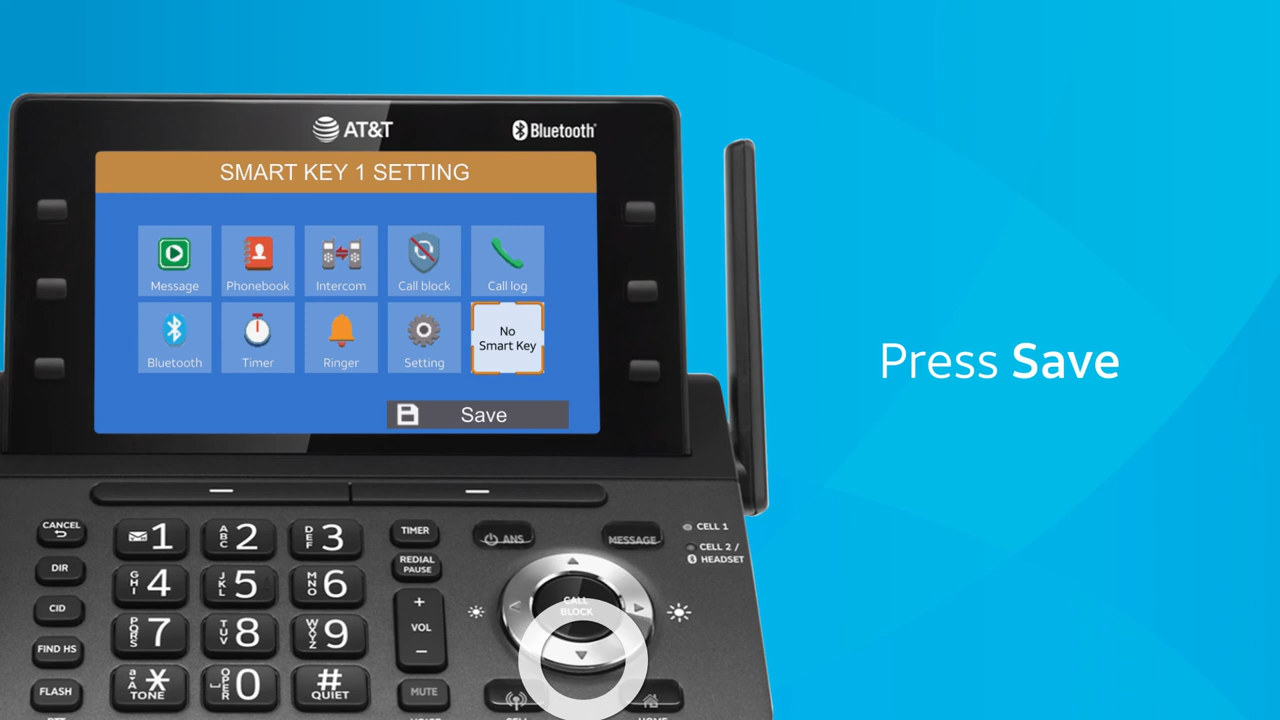 AT&T
Bluetooth
SMART KEY 1 SETTING
Message
Phonebook
Intercom
Call block
Call log
Bluetooth
Timer
Ringer
Setting
No
Smart Key
Save
Press Save
CANCEL
DIR
CID
FIND HS
FLASH
1
ABC 2
DEF 3
GHI 4
JKL 5
MNO 6
PQRS 7
TUV 8
WXYZ 9
a→A * TONE
OPER 0
#
QUIET
TIMER
REDIAL
PAUSE
+
VOL
−
MUTE
ANS
MESSAGE
CELL 1
CELL 2 /
HEADSET
CALL
BLOCK